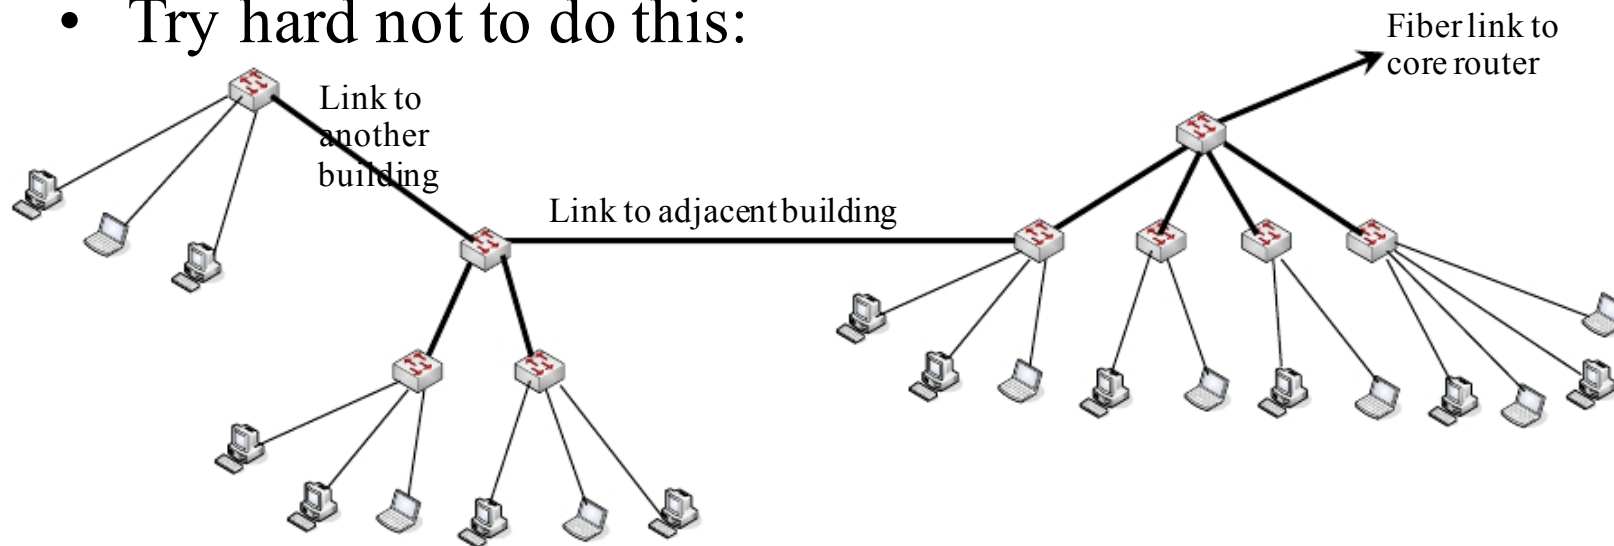 • Try hard not to do this:
Fiber link to
core router
Link to
another
building
Link to adjacent building